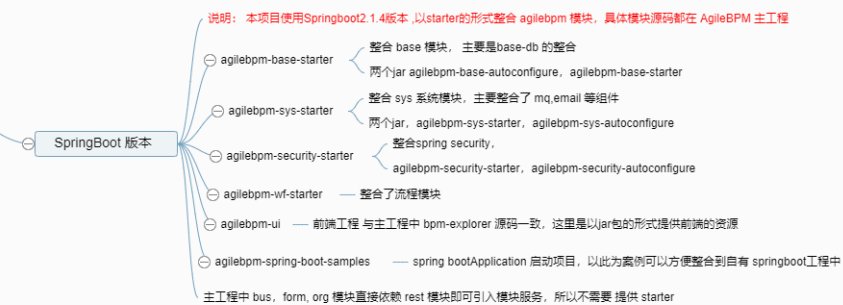 说明： 本项目使用Springboot2.1.4版本 ,以starter的形式整合 agilebpm 模块，具体模块源码都在 AgileBPM 主工程
agilebpm-base-starter
整合 base 模块， 主要是base-db 的整合
两个jar agilebpm-base-autoconfigure，agilebpm-base-starter
agilebpm-sys-starter
整合 sys 系统模块，主要整合了 mq,email 等组件
两个jar，agilebpm-sys-starter，agilebpm-sys-autoconfigure
SpringBoot 版本
agilebpm-security-starter
整合spring security，
agilebpm-security-starter，agilebpm-security-autoconfigure
agilebpm-wf-starter
整合了流程模块
agilebpm-ui
前端工程 与主工程中 bpm-explorer 源码一致，这里是以jar包的形式提供前端的资源
agilebpm-spring-boot-samples
spring bootApplication 启动项目，以此为案例可以方便整合到自有 springboot工程中
主工程中 bus，form, org 模块直接依赖 rest 模块即可引入模块服务，所以不需要 提供 starter